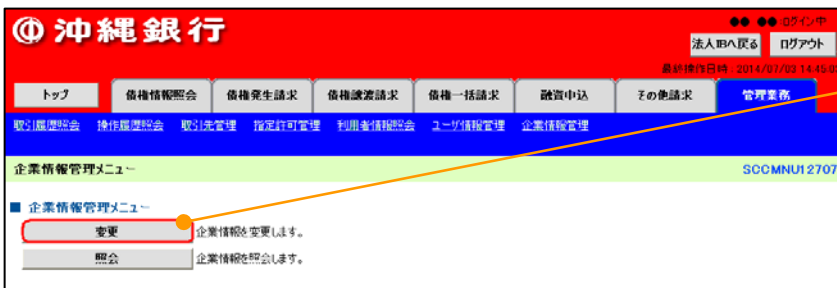 沖縄銀行
●● ●●:ログイン中
法人IBへ戻る ログアウト
最終操作日時：2014/07/03 14:45:0
トップ 債権情報照会 債権発生請求 債権譲渡請求 債権一括請求 融資申込 その他請求 管理業務
取引履歴照会 操作履歴照会 取引先管理 指定許可管理 利用者情報照会 ユーザ情報管理 企業情報管理
企業情報管理メニュー SCCMNU12707
■ 企業情報管理メニュー
変更 企業情報を変更します。
照会 企業情報を照会します。